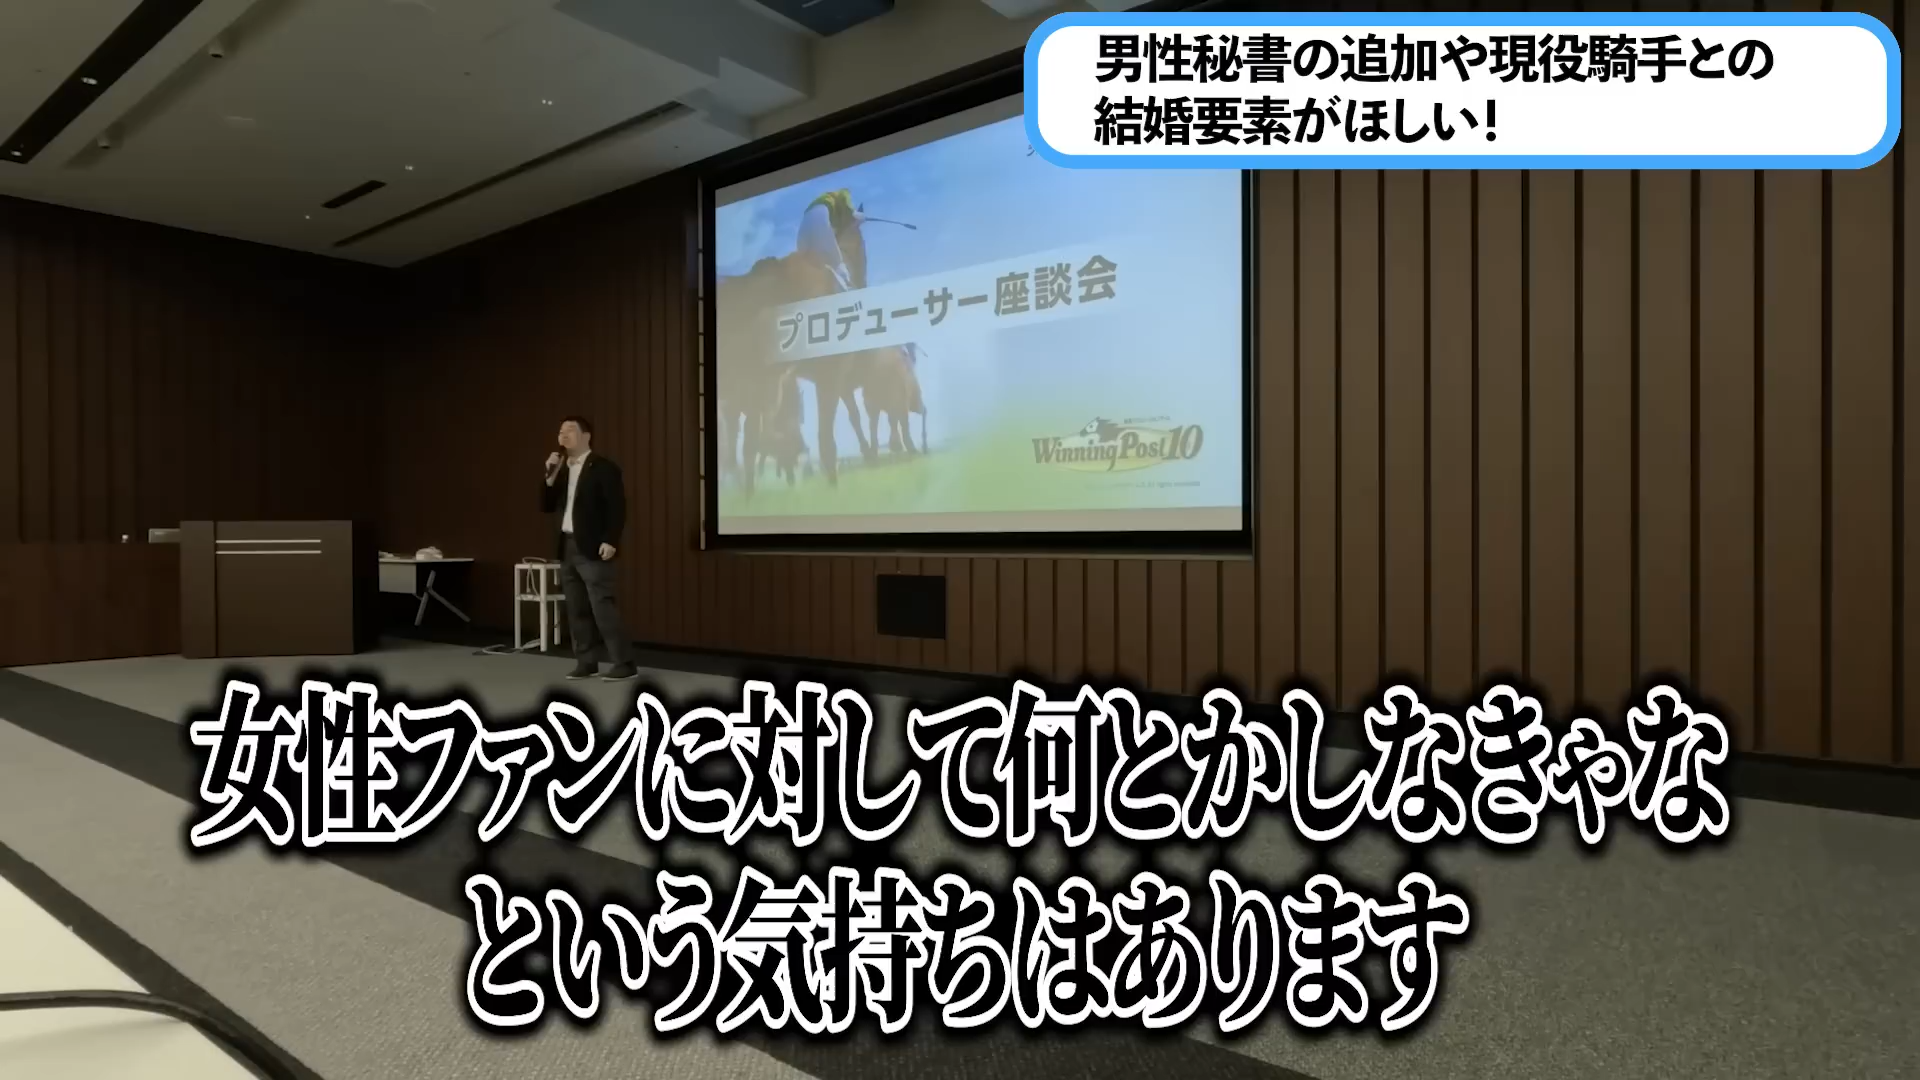 男性秘書の追加や現役騎手との
結婚要素がほしい!
プロデューサー座談会
WinningPost10
女性ファンに対して何とかしなきゃな
という気持ちはあります